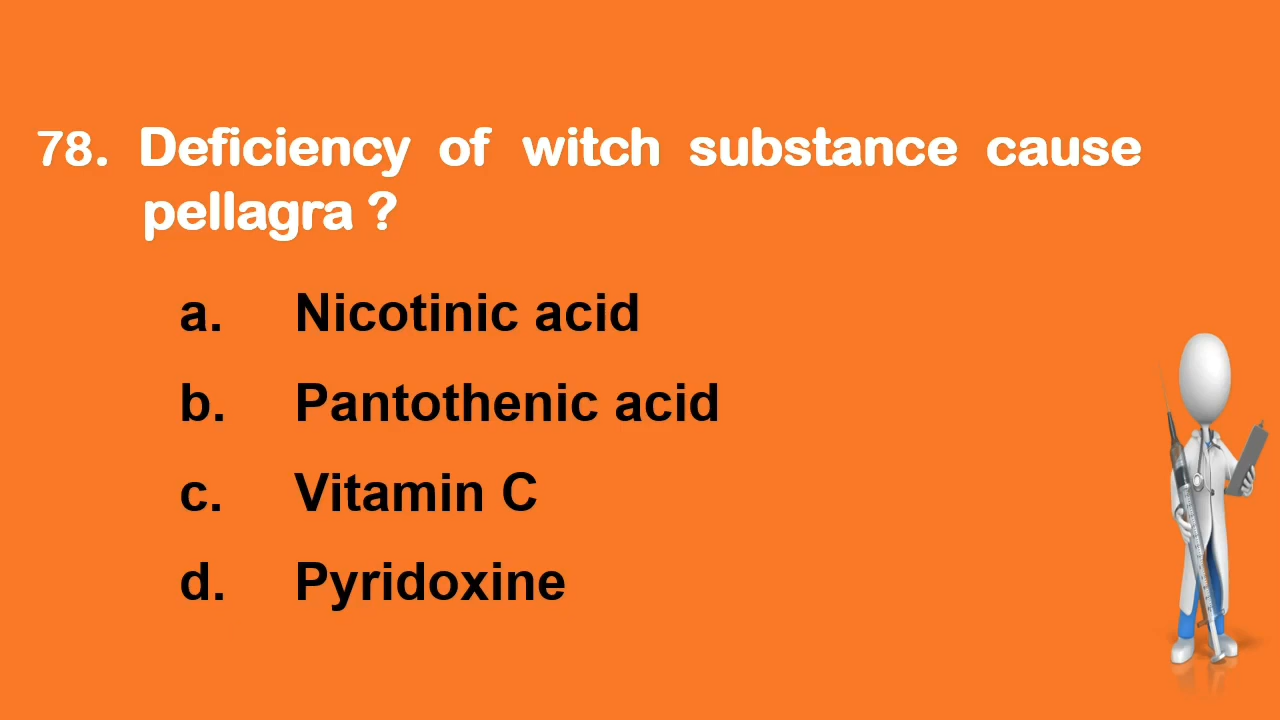 78. Deficiency of witch substance cause
pellagra ?
a. Nicotinic acid
b. Pantothenic acid
c. Vitamin C
d. Pyridoxine